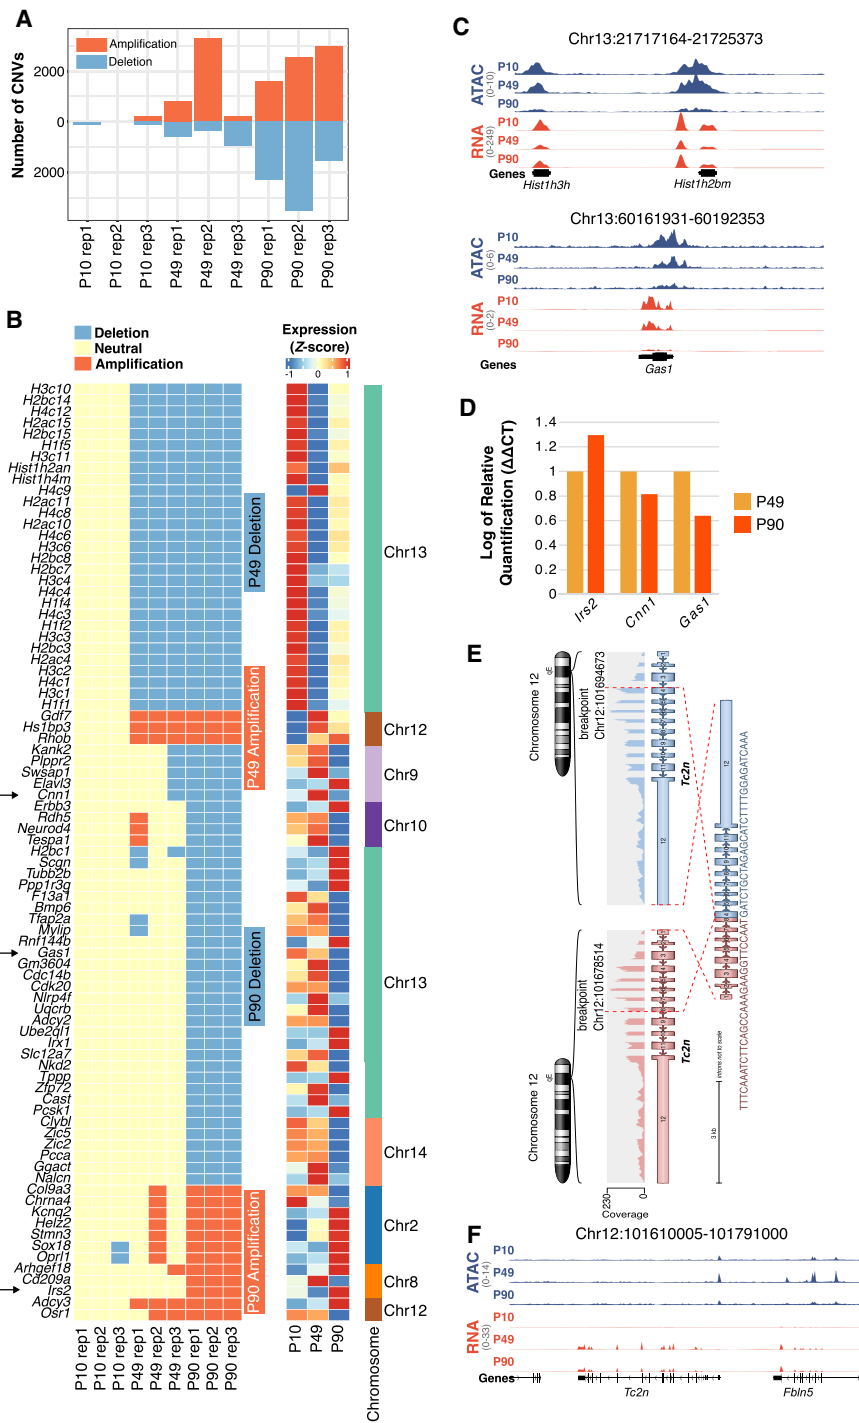 A
Number of CNVs
Amplification
Deletion
2000
0
2000
P10 rep1
P10 rep2
P10 rep3
P49 rep1
P49 rep2
P49 rep3
P90 rep1
P90 rep2
P90 rep3
B
Deletion
Neutral
Amplification
Expression
(Z-score)
-1 0 1
H3c10
H2bc14
H4c12
H2ac15
H2bc15
H1f5
H3c11
Hist1h2an
Hist1h4m
H4c9
H2ac11
H4c8
H2ac10
H4c6
H3c6
H2bc8
H2bc7
H3c4
H4c4
H1f4
H4c3
H1f2
H3c3
H2bc3
H2ac4
H3c2
H4c1
H3c1
H1f1
Gdf7
Hs1bp3
Rhob
Kank2
Plppr2
Swsap1
Elavl3
Cnn1
Erbb3
Rdh5
Neurod4
Tespa1
H2bc1
Scgn
Tubb2b
Ppp1r3g
F13a1
Bmp6
Tfap2a
Mylip
Rnf144b
Gas1
Gm3604
Cdc14b
Cdk20
Nlrp4f
Uqcrb
Adcy2
Ube2ql1
Irx1
Slc12a7
Nkd2
Tppp
Zfp72
Cast
Pcsk1
Clybl
Zic5
Zic2
Pcca
Ggact
Nalcn
Col9a3
Chrna4
Kcnq2
Helz2
Stmn3
Sox18
Oprl1
Arhgef18
Cd209a
Irs2
Adcy3
Osr1
P49 Deletion
P49 Amplification
P90 Deletion
P90 Amplification
Chr13
Chr12
Chr9
Chr10
Chr13
Chr14
Chr2
Chr8
Chr12
P10 rep1
P10 rep2
P10 rep3
P49 rep1
P49 rep2
P49 rep3
P90 rep1
P90 rep2
P90 rep3
P10
P49
P90
Chromosome
C
Chr13:21717164-21725373
ATAC
(0-10)
P10
P49
P90
RNA
(0-249)
P10
P49
P90
Genes
Hist1h3h
Hist1h2bm
Chr13:60161931-60192353
ATAC
(0-6)
P10
P49
P90
RNA
(0-2)
P10
P49
P90
Genes
Gas1
D
Log of Relative
Quantification (ΔΔCT)
1.4
1.2
1
0.8
0.6
0.4
0.2
0
Irs2
Cnn1
Gas1
P49
P90
E
Chromosome 12
qE
breakpoint
Chr12:101694673
Tc2n
12
12
breakpoint
Chr12:101678514
Tc2n
12
Chromosome 12
qE
230
0
Coverage
3 kb
introns not to scale
TTTCAAATCTTCAGCCAAAGAAGGTTCCAATGATCTGCTAGAGCATCTTTTGGAGATCAAA
F
Chr12:101610005-101791000
ATAC
(0-14)
P10
P49
P90
RNA
(0-33)
P10
P49
P90
Genes
Tc2n
Fbln5